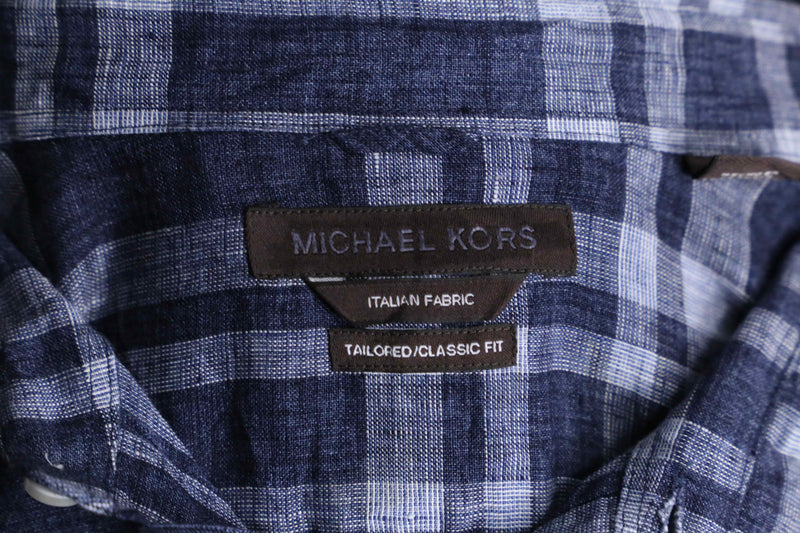 MICHAEL KORS
ITALIAN FABRIC
TAILORED/CLASSIC FIT